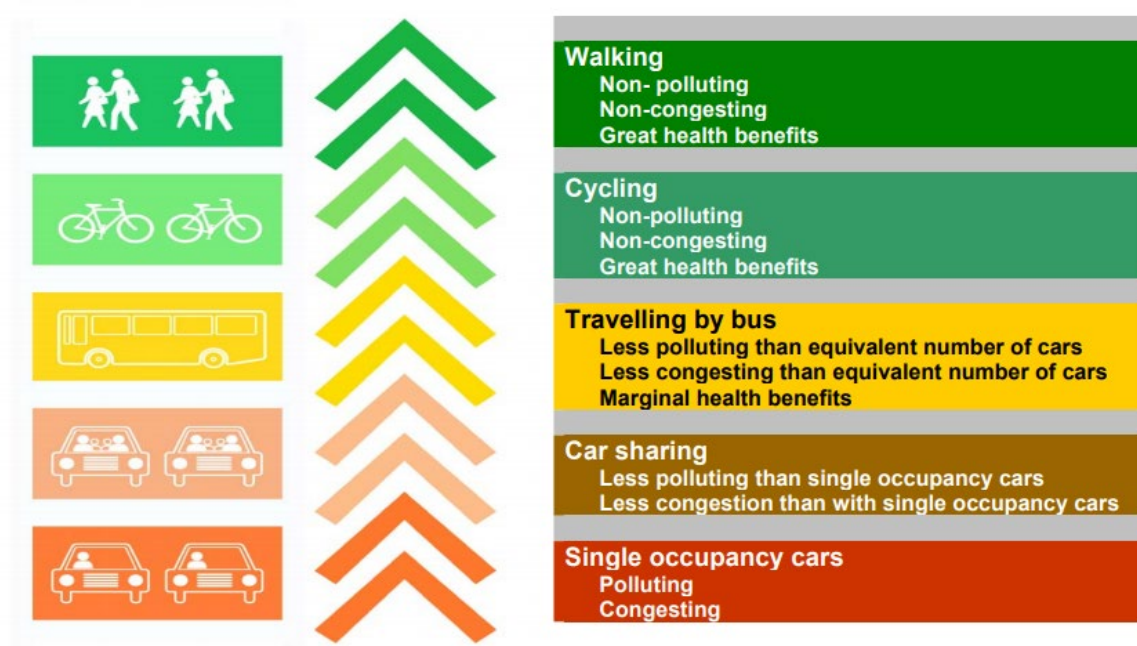 Walking
Non- polluting
Non-congesting
Great health benefits
Cycling
Non-polluting
Non-congesting
Great health benefits
Travelling by bus
Less polluting than equivalent number of cars
Less congesting than equivalent number of cars
Marginal health benefits
Car sharing
Less polluting than single occupancy cars
Less congestion than with single occupancy cars
Single occupancy cars
Polluting
Congesting